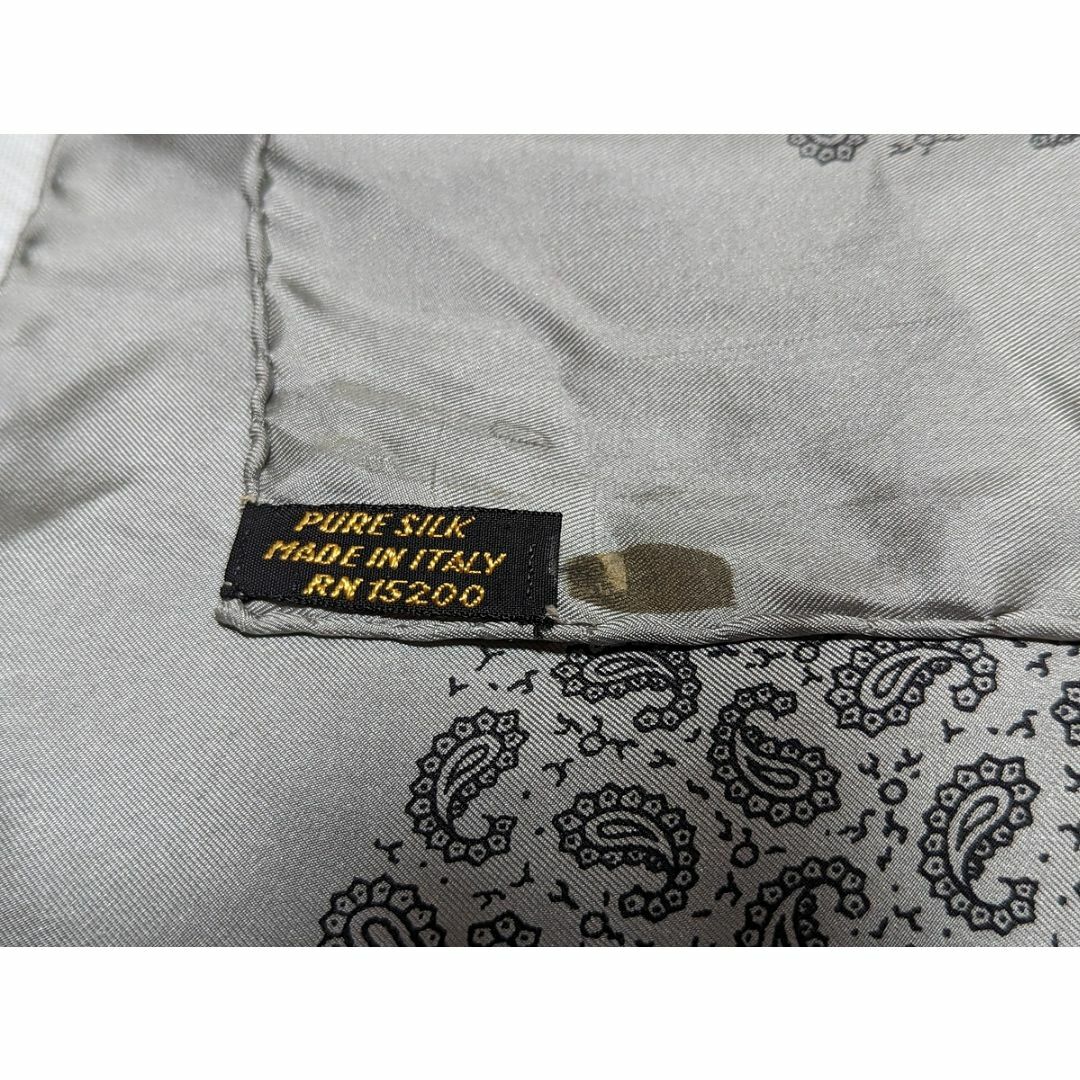 PURE SILK
MADE IN ITALY
RN 15200